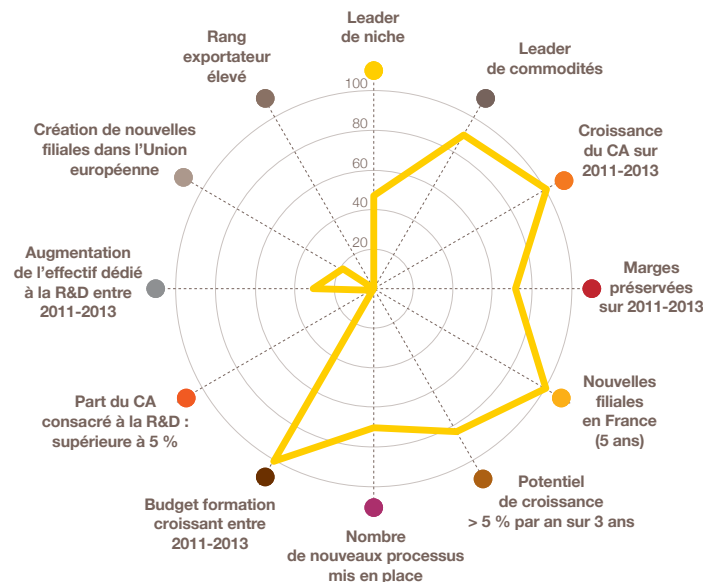 Leader
de niche
Leader
de commodités
Croissance
du CA sur
2011-2013
Marges
préservées
sur 2011-2013
Nouvelles
filiales
en France
(5 ans)
Potentiel
de croissance
> 5 % par an sur 3 ans
Nombre
de nouveaux processus
mis en place
Budget formation
croissant entre
2011-2013
Part du CA
consacré à la R&D :
supérieure à 5 %
Augmentation
de l'effectif dédié
à la R&D entre
2011-2013
Création de nouvelles
filiales dans l'Union
européenne
Rang
exportateur
élevé
100
80
60
40
20